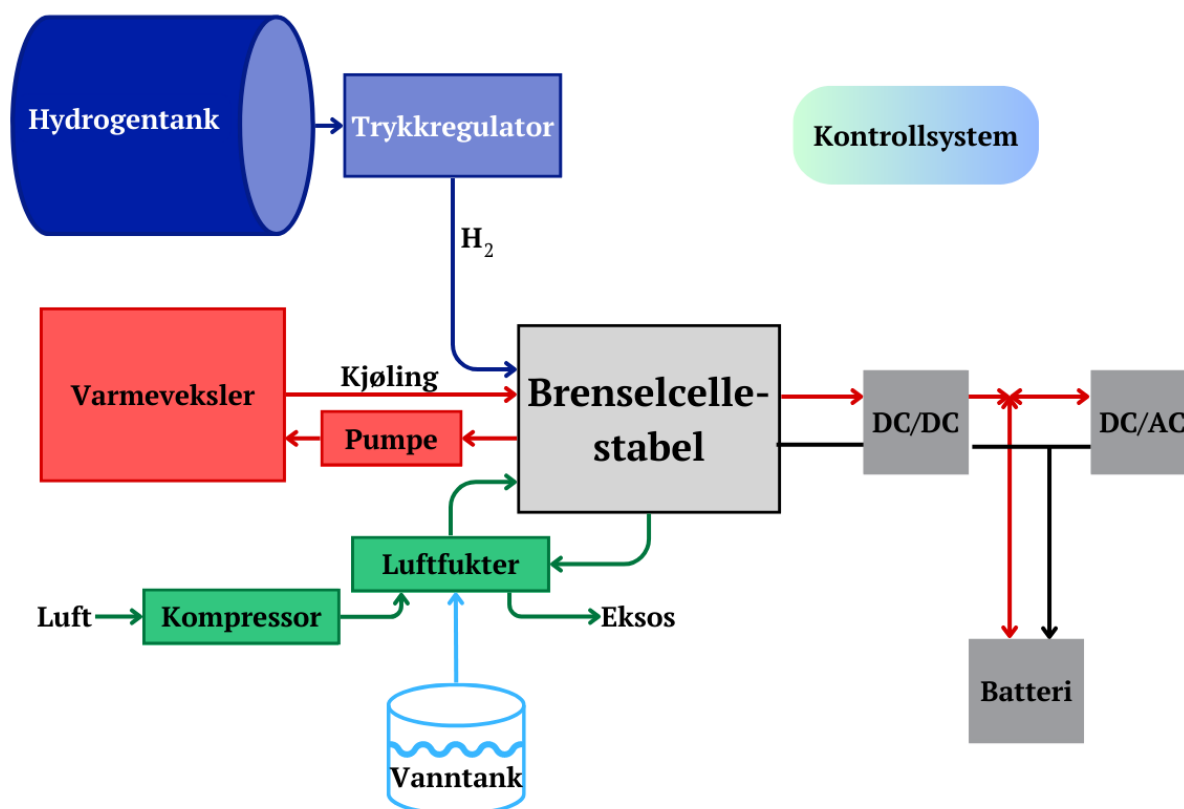 Hydrogentank
Trykkregulator
Kontrollsystem
H₂
Varmeveksler
Kjøling
Pumpe
Brenselcelle-
stabel
DC/DC
DC/AC
Luftfukter
Luft
Kompressor
Eksos
Batteri
Vanntank